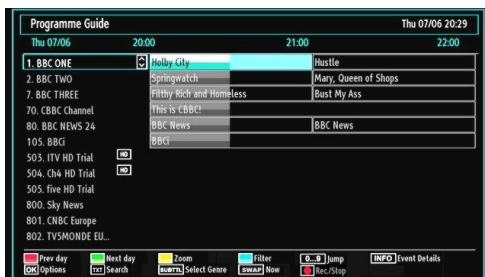 Programme Guide Thu 07/06 20:29
Thu 07/06 20:00 21:00 22:00
1. BBC ONE Holby City Hustle
2. BBC TWO Springwatch Mary, Queen of Shops
7. BBC THREE Filthy Rich and Homeless Bust My Ass
70. CBBC Channel This is CBBC!
80. BBC NEWS 24 BBC News BBC News
105. BBCi BBCi
503. ITV HD Trial HD
504. Ch4 HD Trial HD
505. five HD Trial
800. Sky News
801. CNBC Europe
802. TV5MONDE EU...
Prev day Next day Zoom Filter 0...9 Jump INFO Event Details
OK Options TXT Search SUBTTL Select Genre SWAP Now Rec/Stop